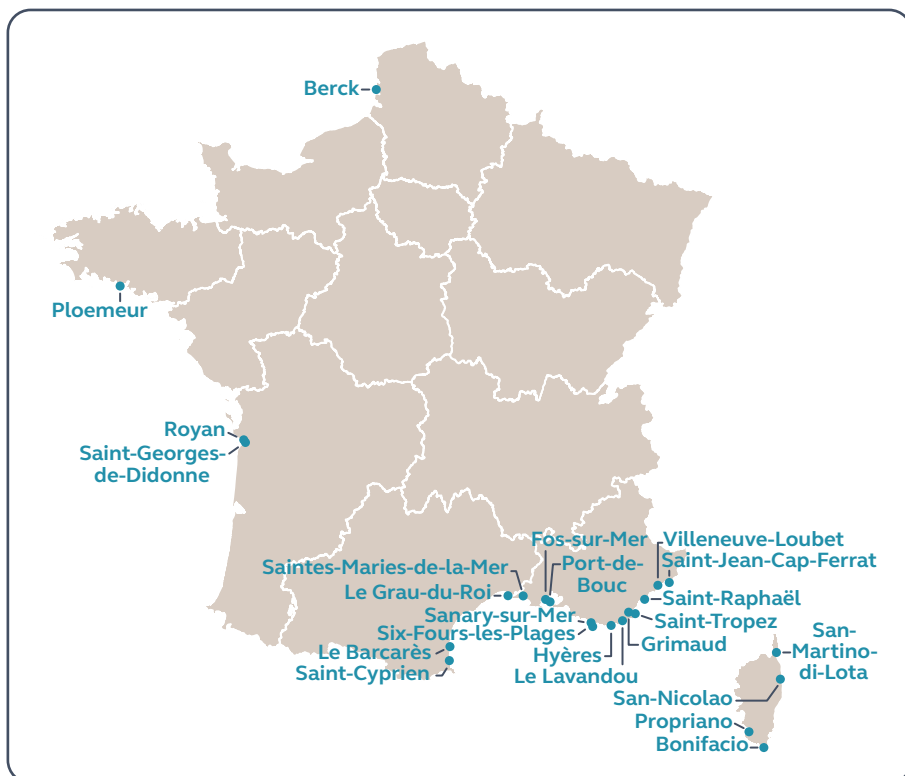 Berck
Ploemeur
Royan
Saint-Georges-
de-Didonne
Fos-sur-Mer
Villeneuve-Loubet
Saintes-Maries-de-la-Mer
Port-de-
Bouc
Saint-Jean-Cap-Ferrat
Le Grau-du-Roi
Saint-Raphaël
Sanary-sur-Mer
Saint-Tropez
Six-Fours-les-Plages
Grimaud
Le Barcarès
Hyères
Saint-Cyprien
Le Lavandou
San-
Martino-
di-Lota
San-Nicolao
Propriano
Bonifacio